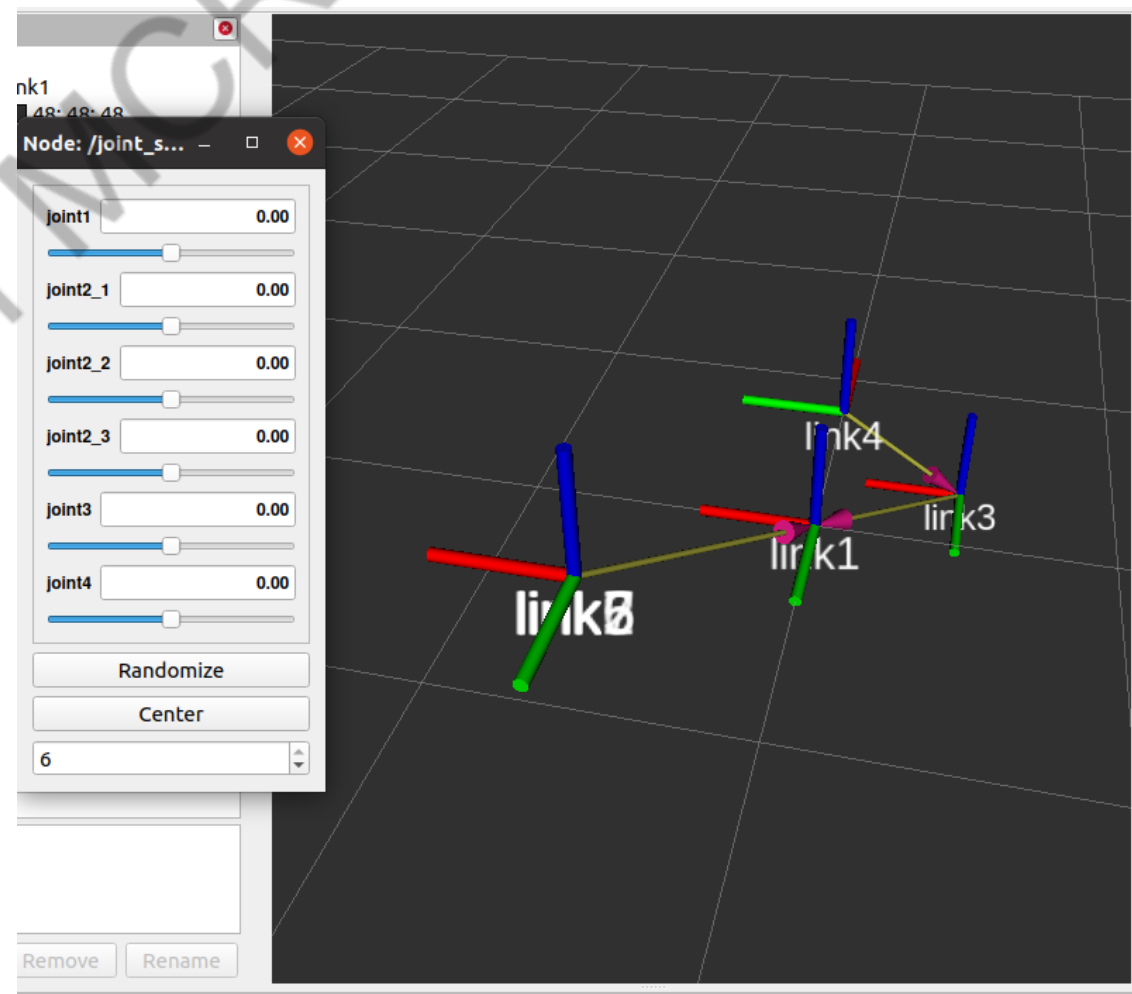 nk1
48; 48; 48
Node: /joint_s...
joint1 0.00
joint2_1 0.00
joint2_2 0.00
joint2_3 0.00
joint3 0.00
joint4 0.00
Randomize
Center
6
Remove Rename
link4
link3
link1